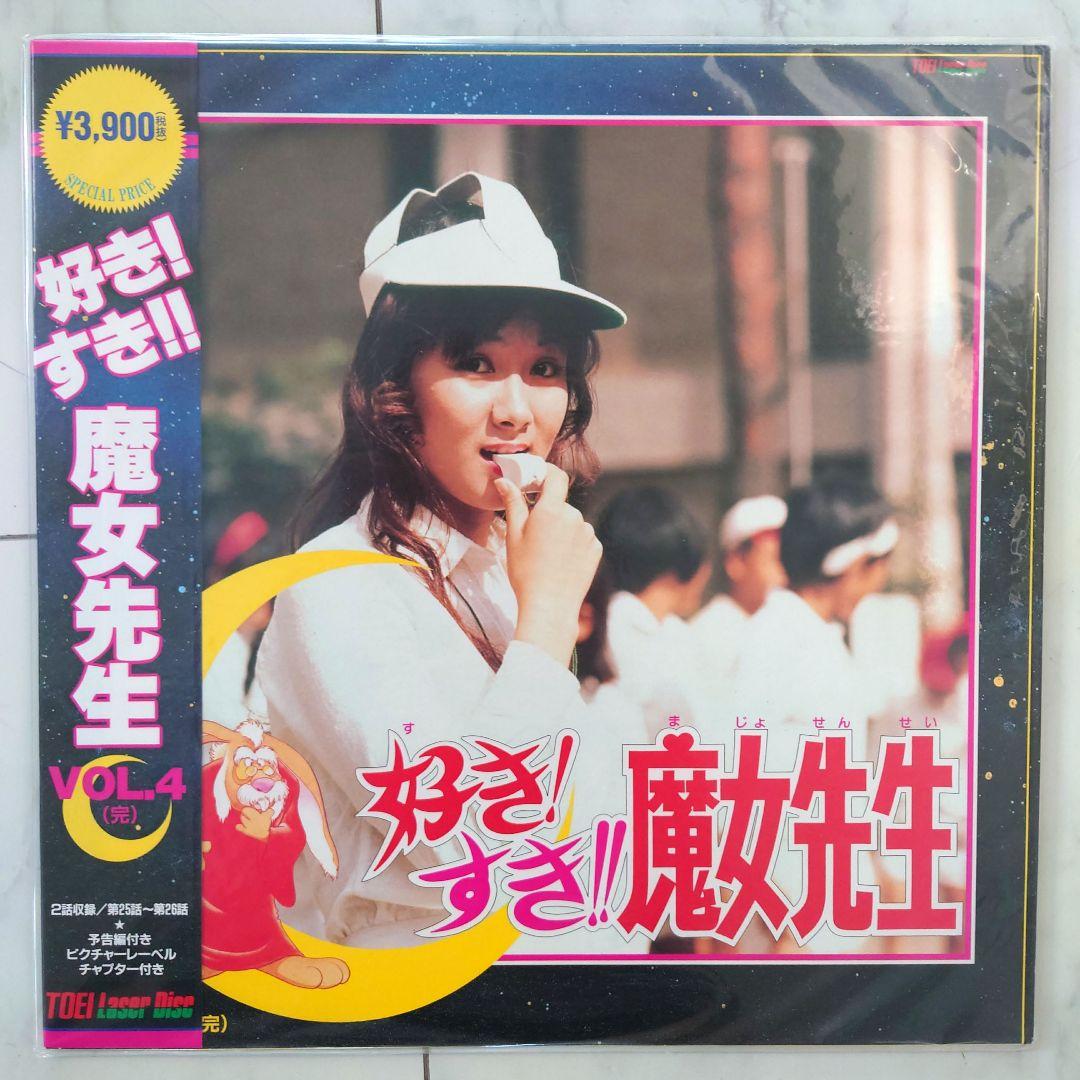 ¥3,900(税抜)
SPECIAL PRICE
好き!
すき!!
魔女先生
VOL.4
(完)
2話収録/第25話~第26話
★
予告編付き
ピクチャーレーベル
チャプター付き
TOEI Laser Disc
TOEI Laser Disc
す
好き!
すき!!
ま じょ せん せい
魔女先生
完)